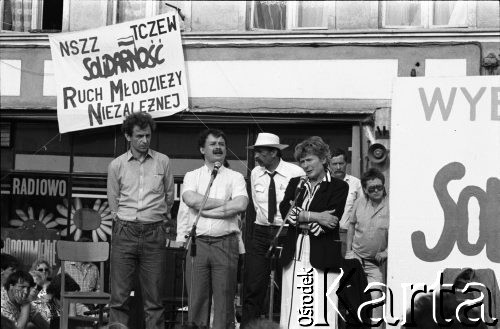 NSZZ TCZEW
SOLIDARNOŚĆ
RUCH MŁODZIEŻY
NIEZALEŻNEJ
RADIOWO
WYB
So
Ośrodek
Karta